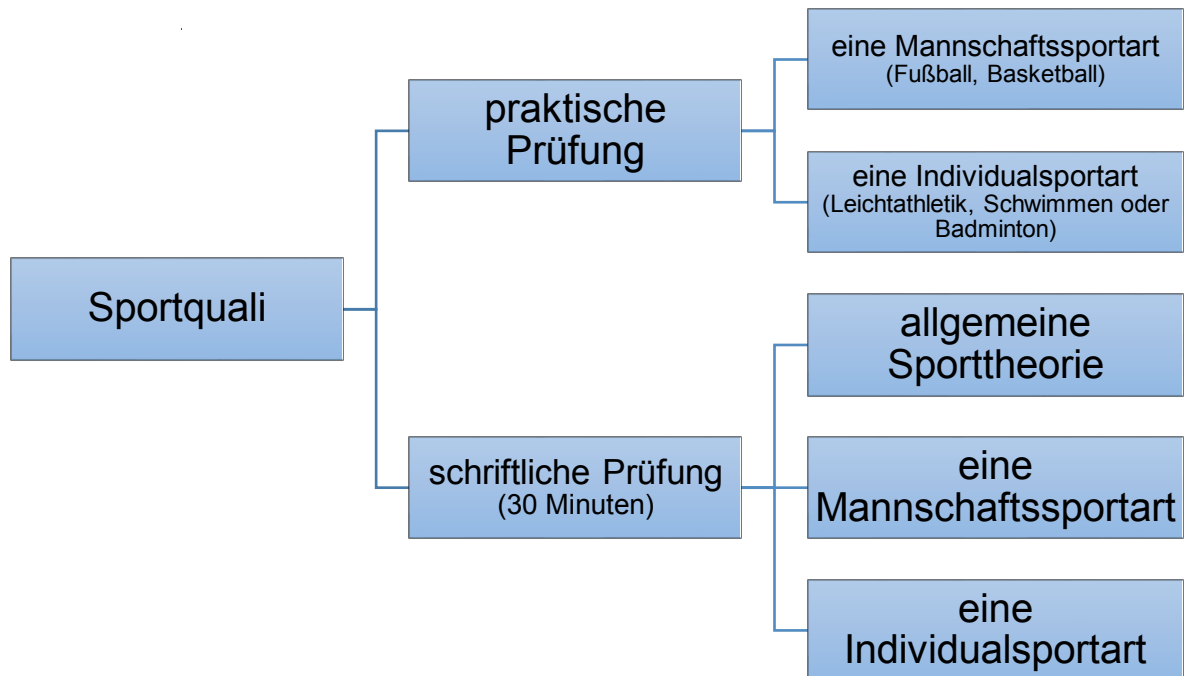 Sportquali
praktische
Prüfung
eine Mannschaftssportart
(Fußball, Basketball)
eine Individualsportart
(Leichtathletik, Schwimmen oder
Badminton)
schriftliche Prüfung
(30 Minuten)
allgemeine
Sporttheorie
eine
Mannschaftssportart
eine
Individualsportart